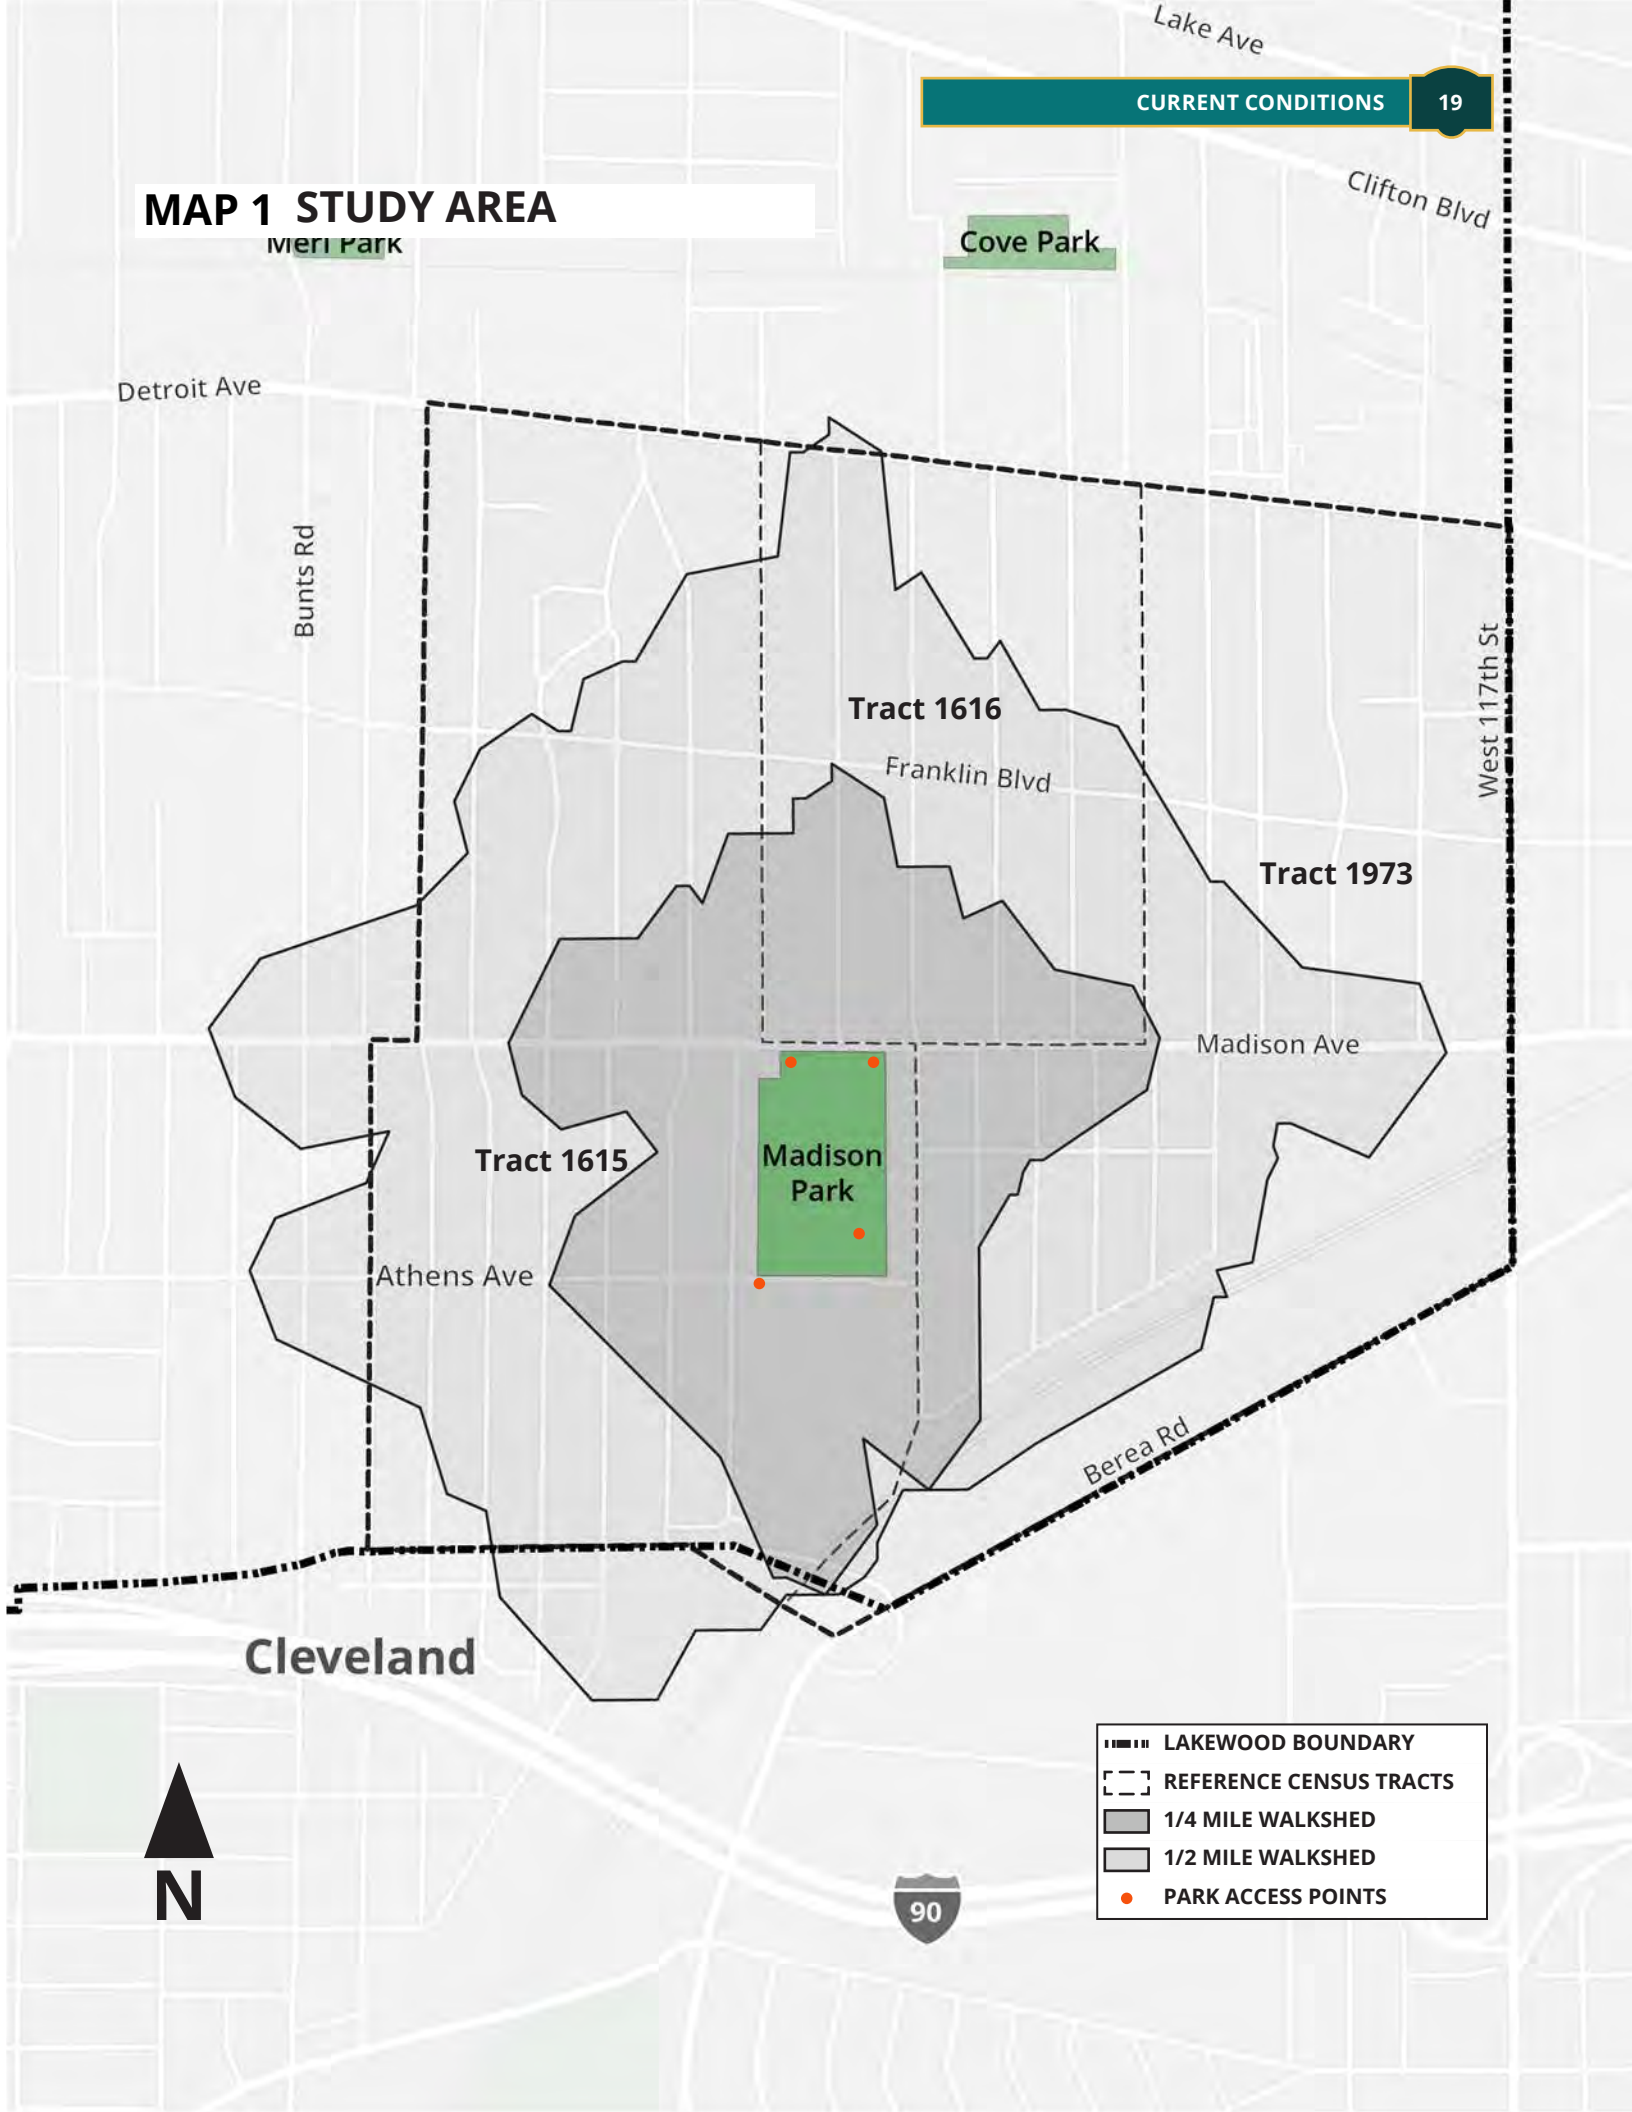 Lake Ave
CURRENT CONDITIONS 19
Clifton Blvd
MAP 1 STUDY AREA
Merl Park
Cove Park
Detroit Ave
Bunts Rd
West 117th St
Tract 1616
Franklin Blvd
Tract 1973
Madison Ave
Tract 1615
Madison
Park
Athens Ave
Berea Rd
Cleveland
N
90
LAKEWOOD BOUNDARY
REFERENCE CENSUS TRACTS
1/4 MILE WALKSHED
1/2 MILE WALKSHED
PARK ACCESS POINTS